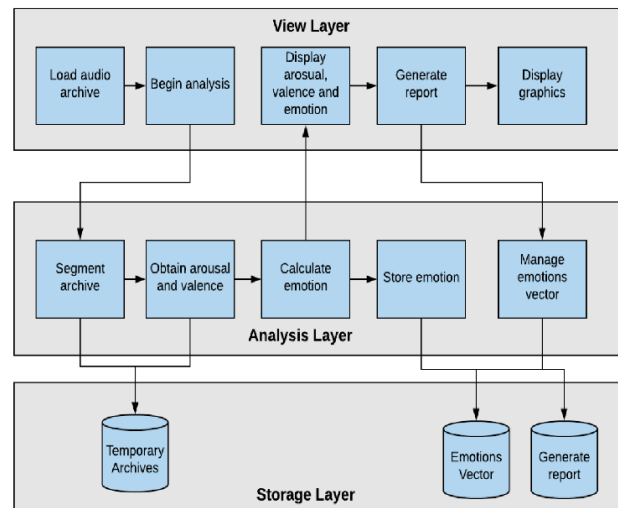 View Layer
Load audio
archive
Begin analysis
Display
arosual,
valence and
emotion
Generate
report
Display
graphics
Segment
archive
Obtain arousal
and valence
Calculate
emotion
Store emotion
Manage
emotions
vector
Analysis Layer
Temporary
Archives
Emotions
Vector
Generate
report
Storage Layer